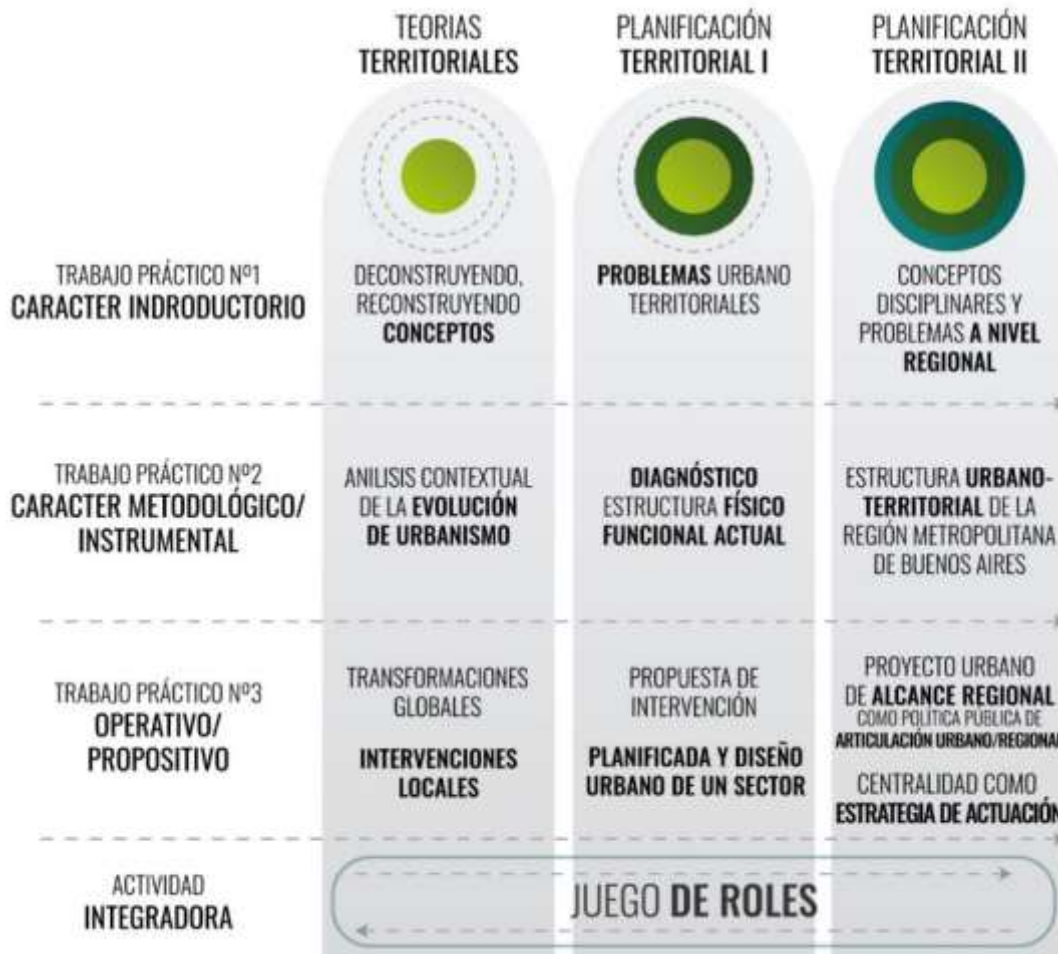 TEORIAS
TERRITORIALES
PLANIFICACIÓN
TERRITORIAL I
PLANIFICACIÓN
TERRITORIAL II
TRABAJO PRÁCTICO Nº1
CARACTER INDRODUCTORIO
DECONSTRUYENDO,
RECONSTRUYENDO
CONCEPTOS
PROBLEMAS URBANO
TERRITORIALES
CONCEPTOS
DISCIPLINARES Y
PROBLEMAS A NIVEL
REGIONAL
TRABAJO PRÁCTICO Nº2
CARACTER METODOLÓGICO/
INSTRUMENTAL
ANILISIS CONTEXTUAL
DE LA EVOLUCIÓN
DE URBANISMO
DIAGNÓSTICO
ESTRUCTURA FÍSICO
FUNCIONAL ACTUAL
ESTRUCTURA URBANO-
TERRITORIAL DE LA
REGIÓN METROPOLITANA
DE BUENOS AIRES
TRABAJO PRÁCTICO Nº3
OPERATIVO/
PROPOSITIVO
TRANSFORMACIONES
GLOBALES
INTERVENCIONES
LOCALES
PROPUESTA DE
INTERVENCIÓN
PLANIFICADA Y DISEÑO
URBANO DE UN SECTOR
PROYECTO URBANO
DE ALCANCE REGIONAL
COMO POLÍTICA PÚBLICA DE
ARTICULACIÓN URBANO/REGIONAL
CENTRALIDAD COMO
ESTRATEGIA DE ACTUACIÓN
ACTIVIDAD
INTEGRADORA
JUEGO DE ROLES